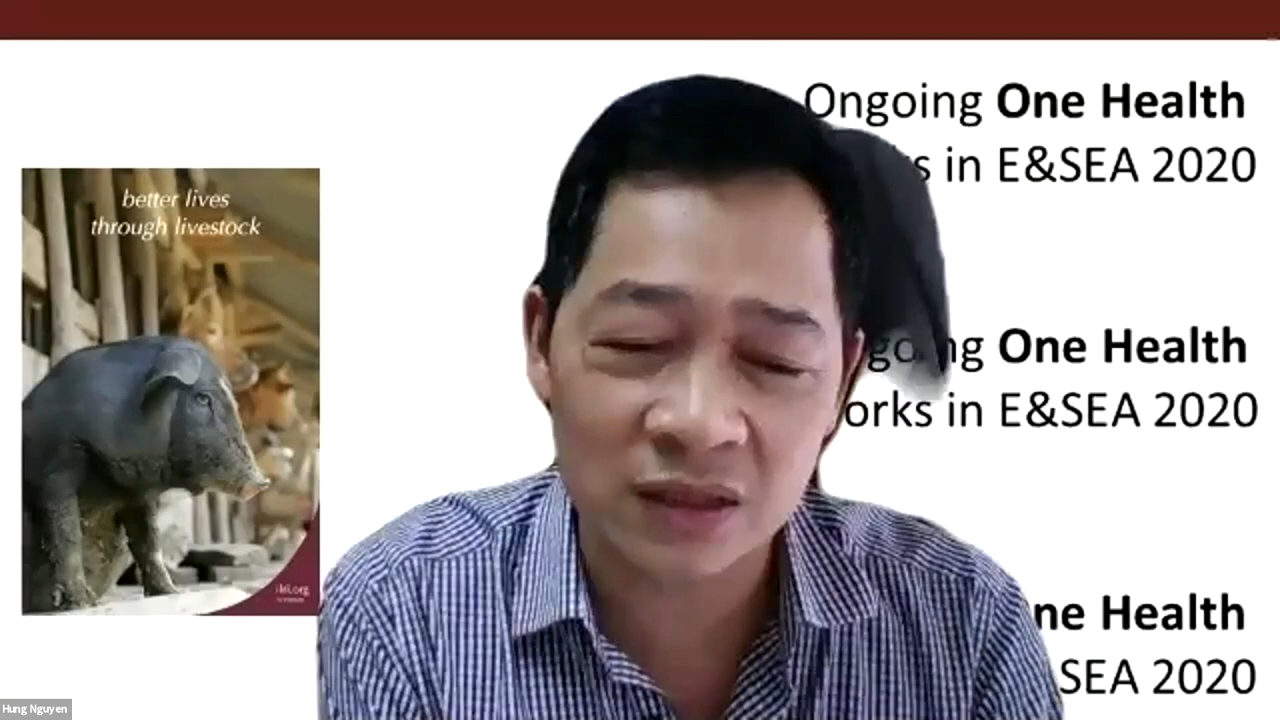 better lives
through livestock
ilri.org
Ongoing One Health
s in E&SEA 2020
going One Health
orks in E&SEA 2020
ne Health
SEA 2020
Hung Nguyen